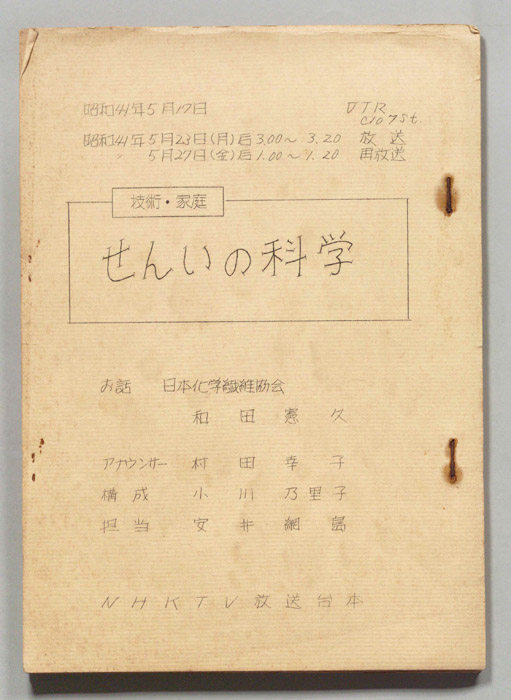 昭和41年5月17日
VTR
C107St.
昭和41年5月23日(月)后3.00～3.20 放送
5月27日(金)后1.00～1.20 再放送
技術・家庭
せんいの科学
お話 日本化学繊維協会
和田憲久
アナウンサー 村田幸子
構成 小川乃里子
担当 安井 綱島
NHKTV放送台本